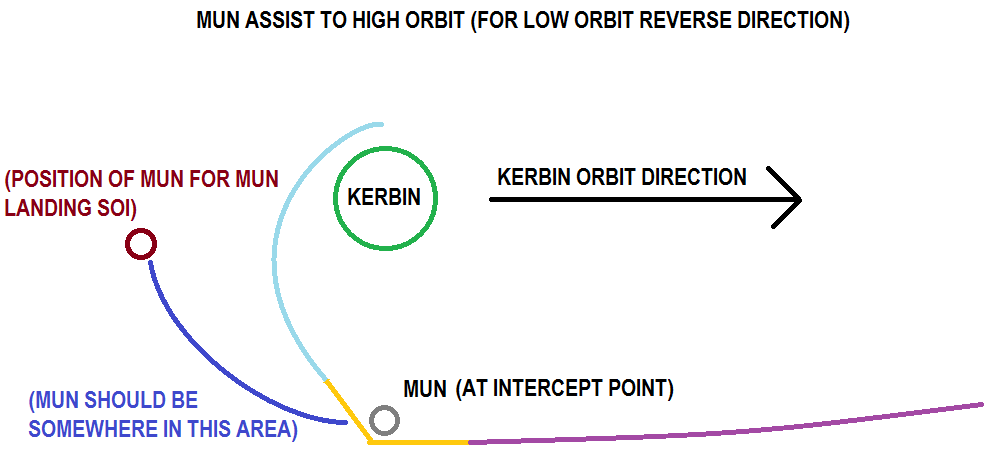 MUN ASSIST TO HIGH ORBIT (FOR LOW ORBIT REVERSE DIRECTION)
(POSITION OF MUN FOR MUN
LANDING SOI)
KERBIN
KERBIN ORBIT DIRECTION
MUN (AT INTERCEPT POINT)
(MUN SHOULD BE
SOMEWHERE IN THIS AREA)